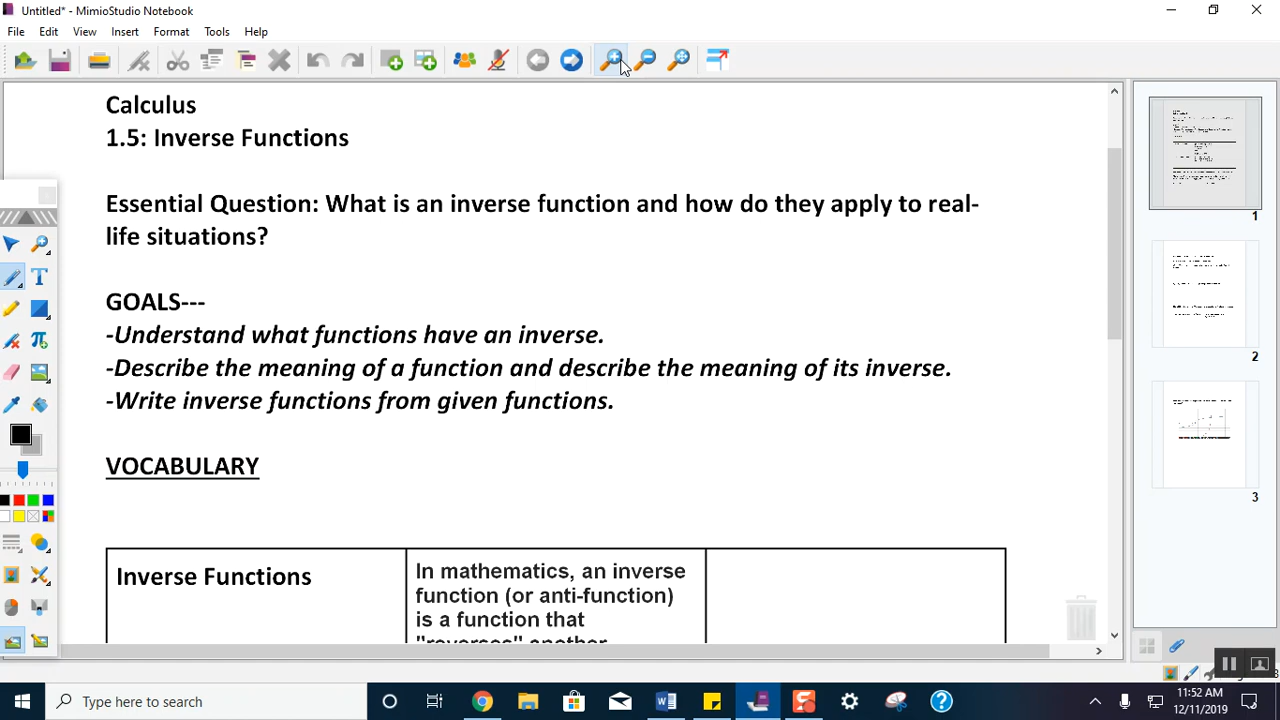 Untitled* - MimioStudio Notebook
File Edit View Insert Format Tools Help
Calculus
1.5: Inverse Functions
Essential Question: What is an inverse function and how do they apply to real-
life situations?
GOALS---
-Understand what functions have an inverse.
-Describe the meaning of a function and describe the meaning of its inverse.
-Write inverse functions from given functions.
VOCABULARY
Inverse Functions
In mathematics, an inverse
function (or anti-function)
is a function that
"reverses" another
1
2
3
Type here to search
11:52 AM
12/11/2019